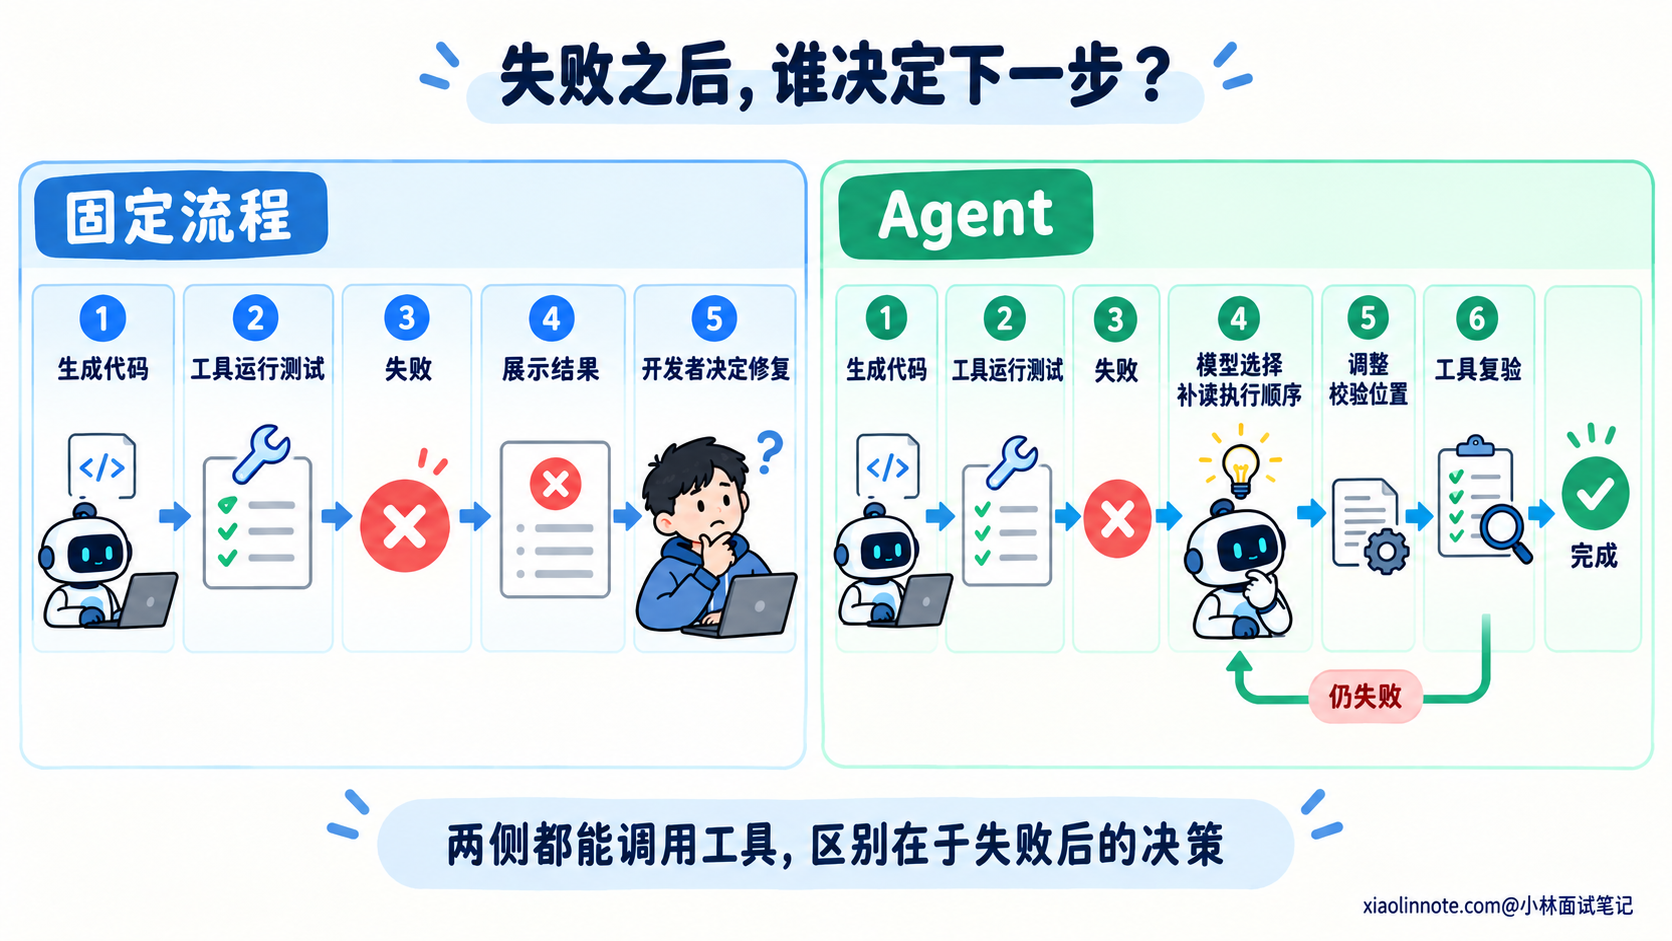 失败之后，谁决定下一步？
固定流程
1
生成代码
</>
2
工具运行测试
3
失败
4
展示结果
5
开发者决定修复
?
Agent
1
生成代码
</>
2
工具运行测试
3
失败
4
模型选择
补读执行顺序
5
调整
校验位置
6
工具复验
完成
仍失败
两侧都能调用工具，区别在于失败后的决策
xiaolinnote.com@小林面试笔记